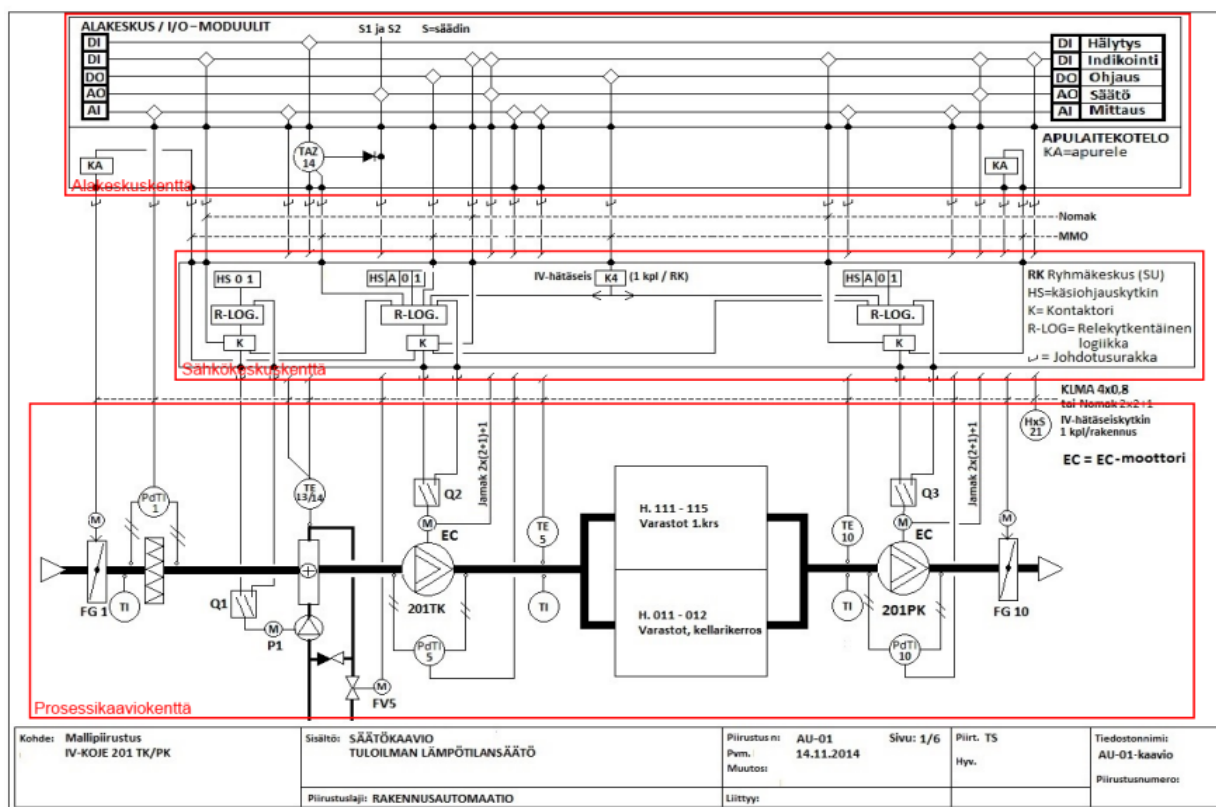 ALAKESKUS / I/O – MODUULIT
S1 ja S2
S=säädin
DI
DI
DO
AO
AI
DI Hälytys
DI Indikointi
DO Ohjaus
AO Säätö
AI Mittaus
APULAITEKOTELO
KA=apurele
TAZ
14
KA
KA
Alakeskuskenttä
Nomak
MMO
HS 0 1
HS A 0 1
IV-hätäseis
K4
(1 kpl / RK)
HS A 0 1
RK Ryhmäkeskus (SU)
HS=käsiohjauskytkin
K= Kontaktori
R-LOG= Relekytkentäinen
logiikka
= Johdotusurakka
R-LOG.
R-LOG.
R-LOG.
K
K
K
Sähkökeskuskenttä
KLMA 4x0,8
tai Nomak 2x2+1
HxS
21
IV-hätäseiskytkin
1 kpl/rakennus
EC = EC-moottori
Jamak 2x(2+1)+1
Jamak 2x(2+1)+1
PdTI
1
TE
13/14
Q2
Q3
M
M
EC
TE
5
H. 111 - 115
Varastot 1.krs
TE
10
M
EC
M
FG 1
TI
Q1
M
P1
201TK
TI
H. 011 - 012
Varastot, kellarikerros
TI
201PK
FG 10
PdTI
5
PdTI
10
M
FV5
Prosessikaaviokenttä
Kohde: Mallipiirustus
IV-KOJE 201 TK/PK
Sisältö: SÄÄTÖKAAVIO
TULOILMAN LÄMPÖTILANSÄÄTÖ
Piirustuslaji: RAKENNUSAUTOMAATIO
Piirustus n: AU-01 Sivu: 1/6
Pvm. 14.11.2014
Muutos:
Liittyy:
Piirt. TS
Hyv.
Tiedostonnimi:
AU-01-kaavio
Piirustusnumero: